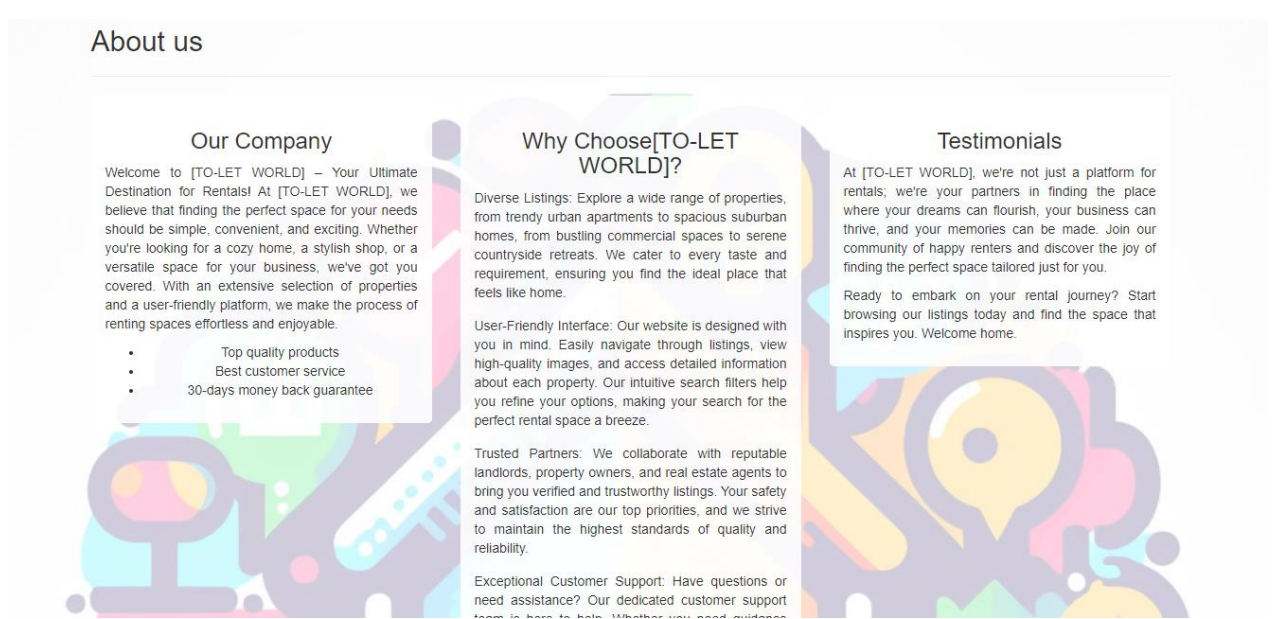 About us
Our Company
Welcome to [TO-LET WORLD] – Your Ultimate
Destination for Rentals! At [TO-LET WORLD], we
believe that finding the perfect space for your needs
should be simple, convenient, and exciting. Whether
you're looking for a cozy home, a stylish shop, or a
versatile space for your business, we've got you
covered. With an extensive selection of properties
and a user-friendly platform, we make the process of
renting spaces effortless and enjoyable.
• Top quality products
• Best customer service
• 30-days money back guarantee
Why Choose[TO-LET
WORLD]?
Diverse Listings: Explore a wide range of properties,
from trendy urban apartments to spacious suburban
homes, from bustling commercial spaces to serene
countryside retreats. We cater to every taste and
requirement, ensuring you find the ideal place that
feels like home.
User-Friendly Interface: Our website is designed with
you in mind. Easily navigate through listings, view
high-quality images, and access detailed information
about each property. Our intuitive search filters help
you refine your options, making your search for the
perfect rental space a breeze.
Trusted Partners: We collaborate with reputable
landlords, property owners, and real estate agents to
bring you verified and trustworthy listings. Your safety
and satisfaction are our top priorities, and we strive
to maintain the highest standards of quality and
reliability.
Exceptional Customer Support: Have questions or
need assistance? Our dedicated customer support
team is here to help. Whether you need guidance
Testimonials
At [TO-LET WORLD], we're not just a platform for
rentals; we're your partners in finding the place
where your dreams can flourish, your business can
thrive, and your memories can be made. Join our
community of happy renters and discover the joy of
finding the perfect space tailored just for you.
Ready to embark on your rental journey? Start
browsing our listings today and find the space that
inspires you. Welcome home.